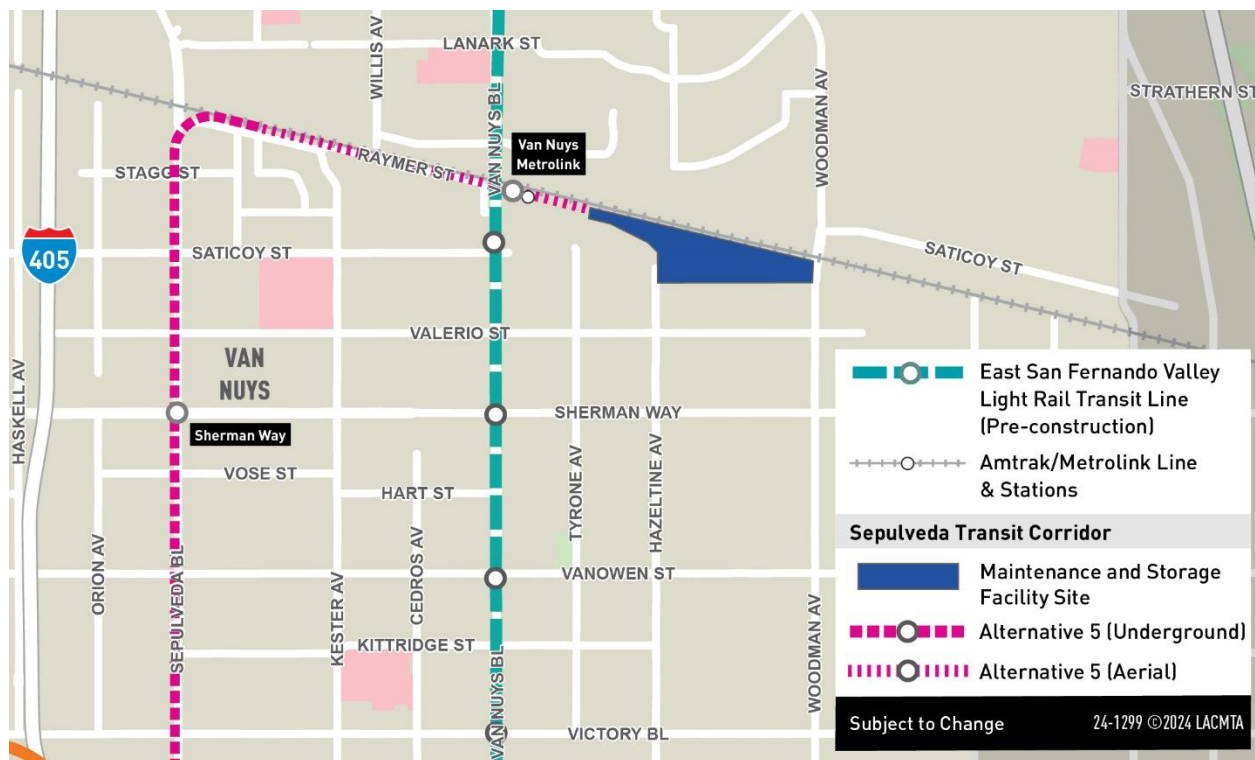 WILLIS AV
LANARK ST
VAN NUYS BL
WOODMAN AV
STRATHERN ST
Van Nuys
Metrolink
STAGG ST
RAYMER ST
405
SATICOY ST
SATICOY ST
VALERIO ST
VAN
NUYS
HASKELL AV
Sherman Way
SHERMAN WAY
VOSE ST
HART ST
TYRONE AV
HAZELTINE AV
ORION AV
SEPULVEDA BL
KESTER AV
CEDROS AV
VANOWEN ST
KITTRIDGE ST
VAN NUYS BL
WOODMAN AV
VICTORY BL
East San Fernando Valley
Light Rail Transit Line
(Pre-construction)
Amtrak/Metrolink Line
& Stations
Sepulveda Transit Corridor
Maintenance and Storage
Facility Site
Alternative 5 (Underground)
Alternative 5 (Aerial)
Subject to Change 24-1299 ©2024 LACMTA